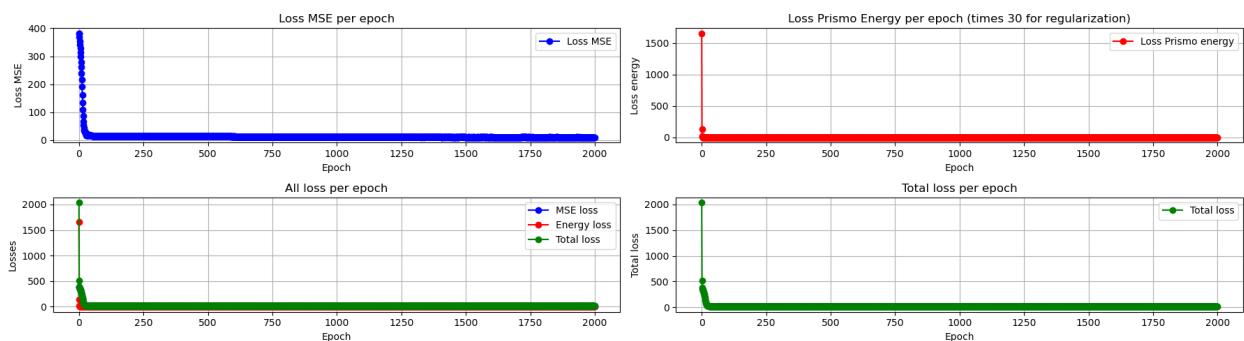 Loss MSE per epoch
Loss MSE
400
300
200
100
0
Loss MSE
0 250 500 750 1000 1250 1500 1750 2000
Epoch
Loss Prismo Energy per epoch (times 30 for regularization)
Loss Prismo energy
1500
1000
500
0
Loss energy
0 250 500 750 1000 1250 1500 1750 2000
Epoch
All loss per epoch
MSE loss
Energy loss
Total loss
2000
1500
1000
500
0
Losses
0 250 500 750 1000 1250 1500 1750 2000
Epoch
Total loss per epoch
Total loss
2000
1500
1000
500
0
Total loss
0 250 500 750 1000 1250 1500 1750 2000
Epoch